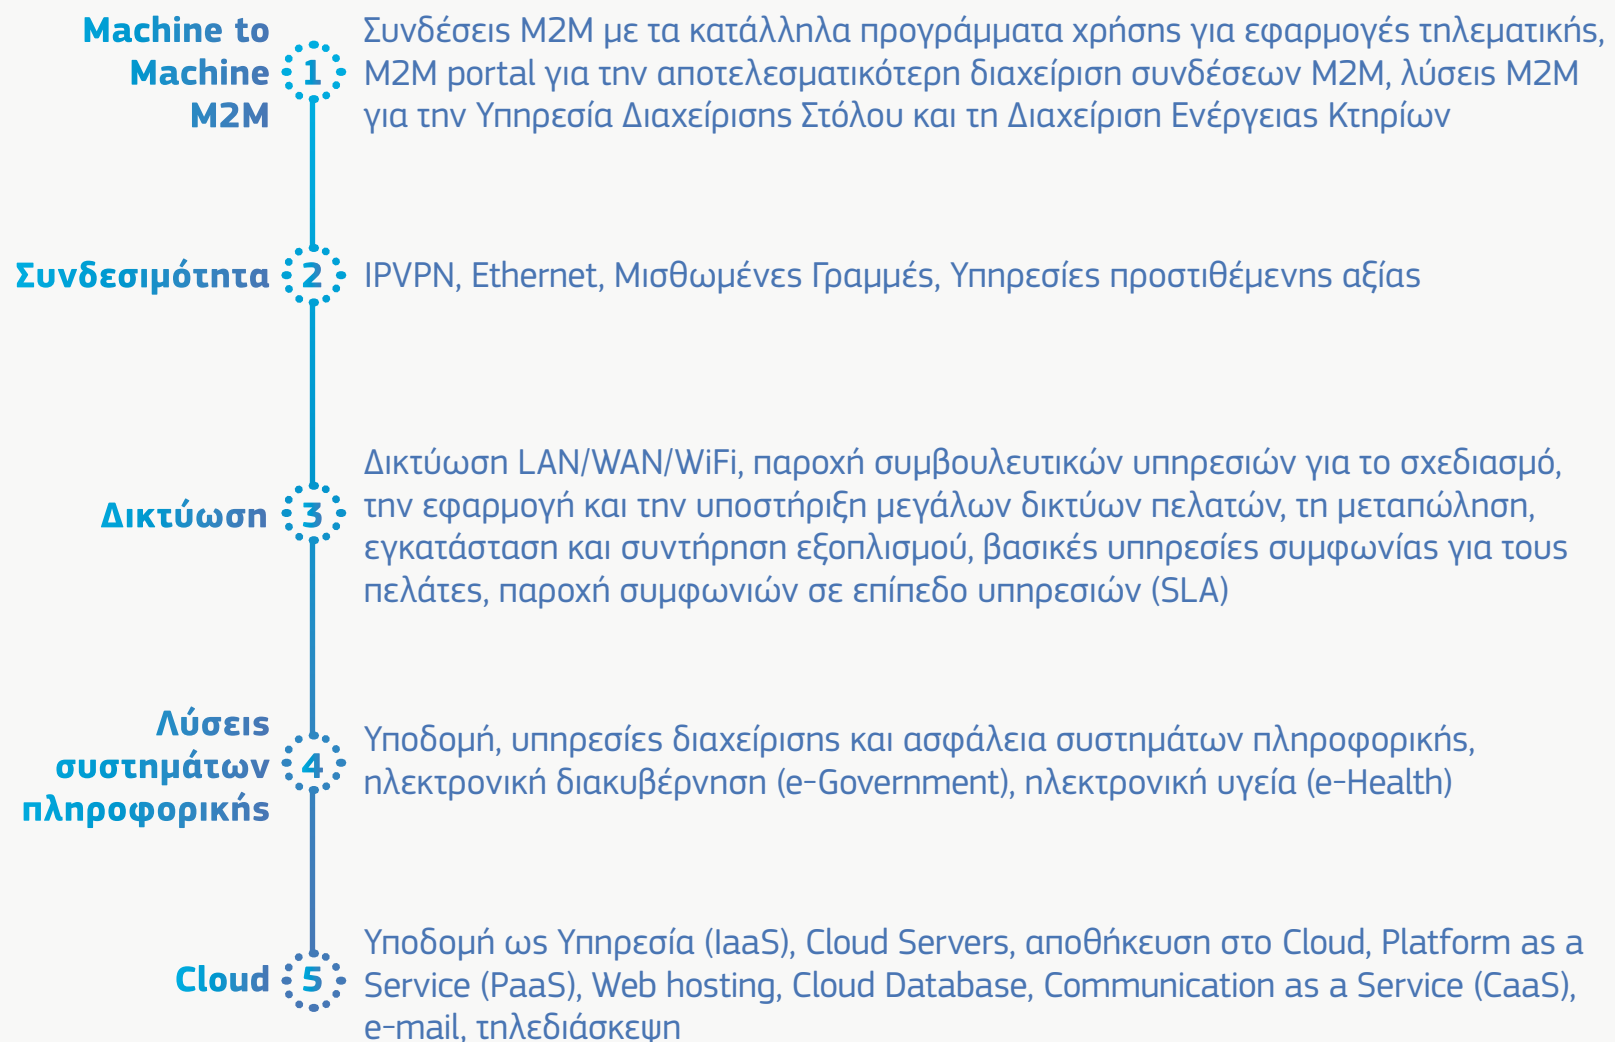 Machine to
Machine
M2M
1
Συνδέσεις Μ2Μ με τα κατάλληλα προγράμματα χρήσης για εφαρμογές τηλεματικής,
M2M portal για την αποτελεσματικότερη διαχείριση συνδέσεων Μ2Μ, λύσεις Μ2Μ
για την Υπηρεσία Διαχείρισης Στόλου και τη Διαχείριση Ενέργειας Κτηρίων
Συνδεσιμότητα
2
IPVPN, Ethernet, Μισθωμένες Γραμμές, Υπηρεσίες προστιθέμενης αξίας
Δικτύωση
3
Δικτύωση LAN/WAN/WiFi, παροχή συμβουλευτικών υπηρεσιών για το σχεδιασμό,
την εφαρμογή και την υποστήριξη μεγάλων δικτύων πελατών, τη μεταπώληση,
εγκατάσταση και συντήρηση εξοπλισμού, βασικές υπηρεσίες συμφωνίας για τους
πελάτες, παροχή συμφωνιών σε επίπεδο υπηρεσιών (SLA)
Λύσεις
συστημάτων
πληροφορικής
4
Υποδομή, υπηρεσίες διαχείρισης και ασφάλεια συστημάτων πληροφορικής,
ηλεκτρονική διακυβέρνηση (e-Government), ηλεκτρονική υγεία (e-Health)
Cloud
5
Υποδομή ως Υπηρεσία (IaaS), Cloud Servers, αποθήκευση στο Cloud, Platform as a
Service (PaaS), Web hosting, Cloud Database, Communication as a Service (CaaS),
e-mail, τηλεδιάσκεψη